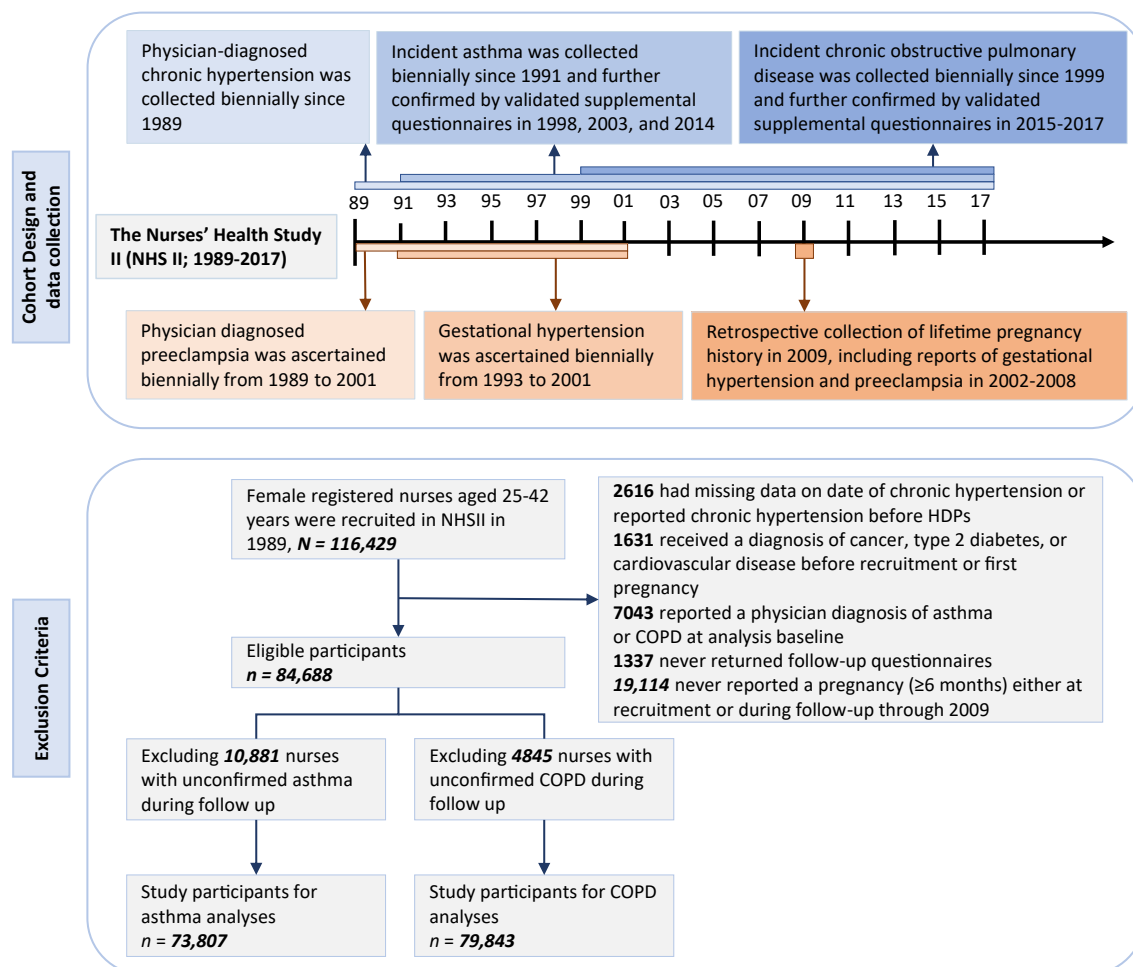 Cohort Design and
data collection
Physician-diagnosed
chronic hypertension was
collected biennially since
1989
Incident asthma was collected
biennially since 1991 and further
confirmed by validated supplemental
questionnaires in 1998, 2003, and 2014
Incident chronic obstructive pulmonary
disease was collected biennially since 1999
and further confirmed by validated
supplemental questionnaires in 2015-2017
89 91 93 95 97 99 01 03 05 07 09 11 13 15 17
The Nurses’ Health Study
II (NHS II; 1989-2017)
Physician diagnosed
preeclampsia was ascertained
biennially from 1989 to 2001
Gestational hypertension
was ascertained biennially
from 1993 to 2001
Retrospective collection of lifetime pregnancy
history in 2009, including reports of gestational
hypertension and preeclampsia in 2002-2008
Exclusion Criteria
Female registered nurses aged 25-42
years were recruited in NHSII in
1989, N = 116,429
2616 had missing data on date of chronic hypertension or
reported chronic hypertension before HDPs
1631 received a diagnosis of cancer, type 2 diabetes, or
cardiovascular disease before recruitment or first
pregnancy
7043 reported a physician diagnosis of asthma
or COPD at analysis baseline
1337 never returned follow-up questionnaires
19,114 never reported a pregnancy (≥6 months) either at
recruitment or during follow-up through 2009
Eligible participants
n = 84,688
Excluding 10,881 nurses
with unconfirmed asthma
during follow up
Excluding 4845 nurses with
unconfirmed COPD during
follow up
Study participants for
asthma analyses
n = 73,807
Study participants for COPD
analyses
n = 79,843